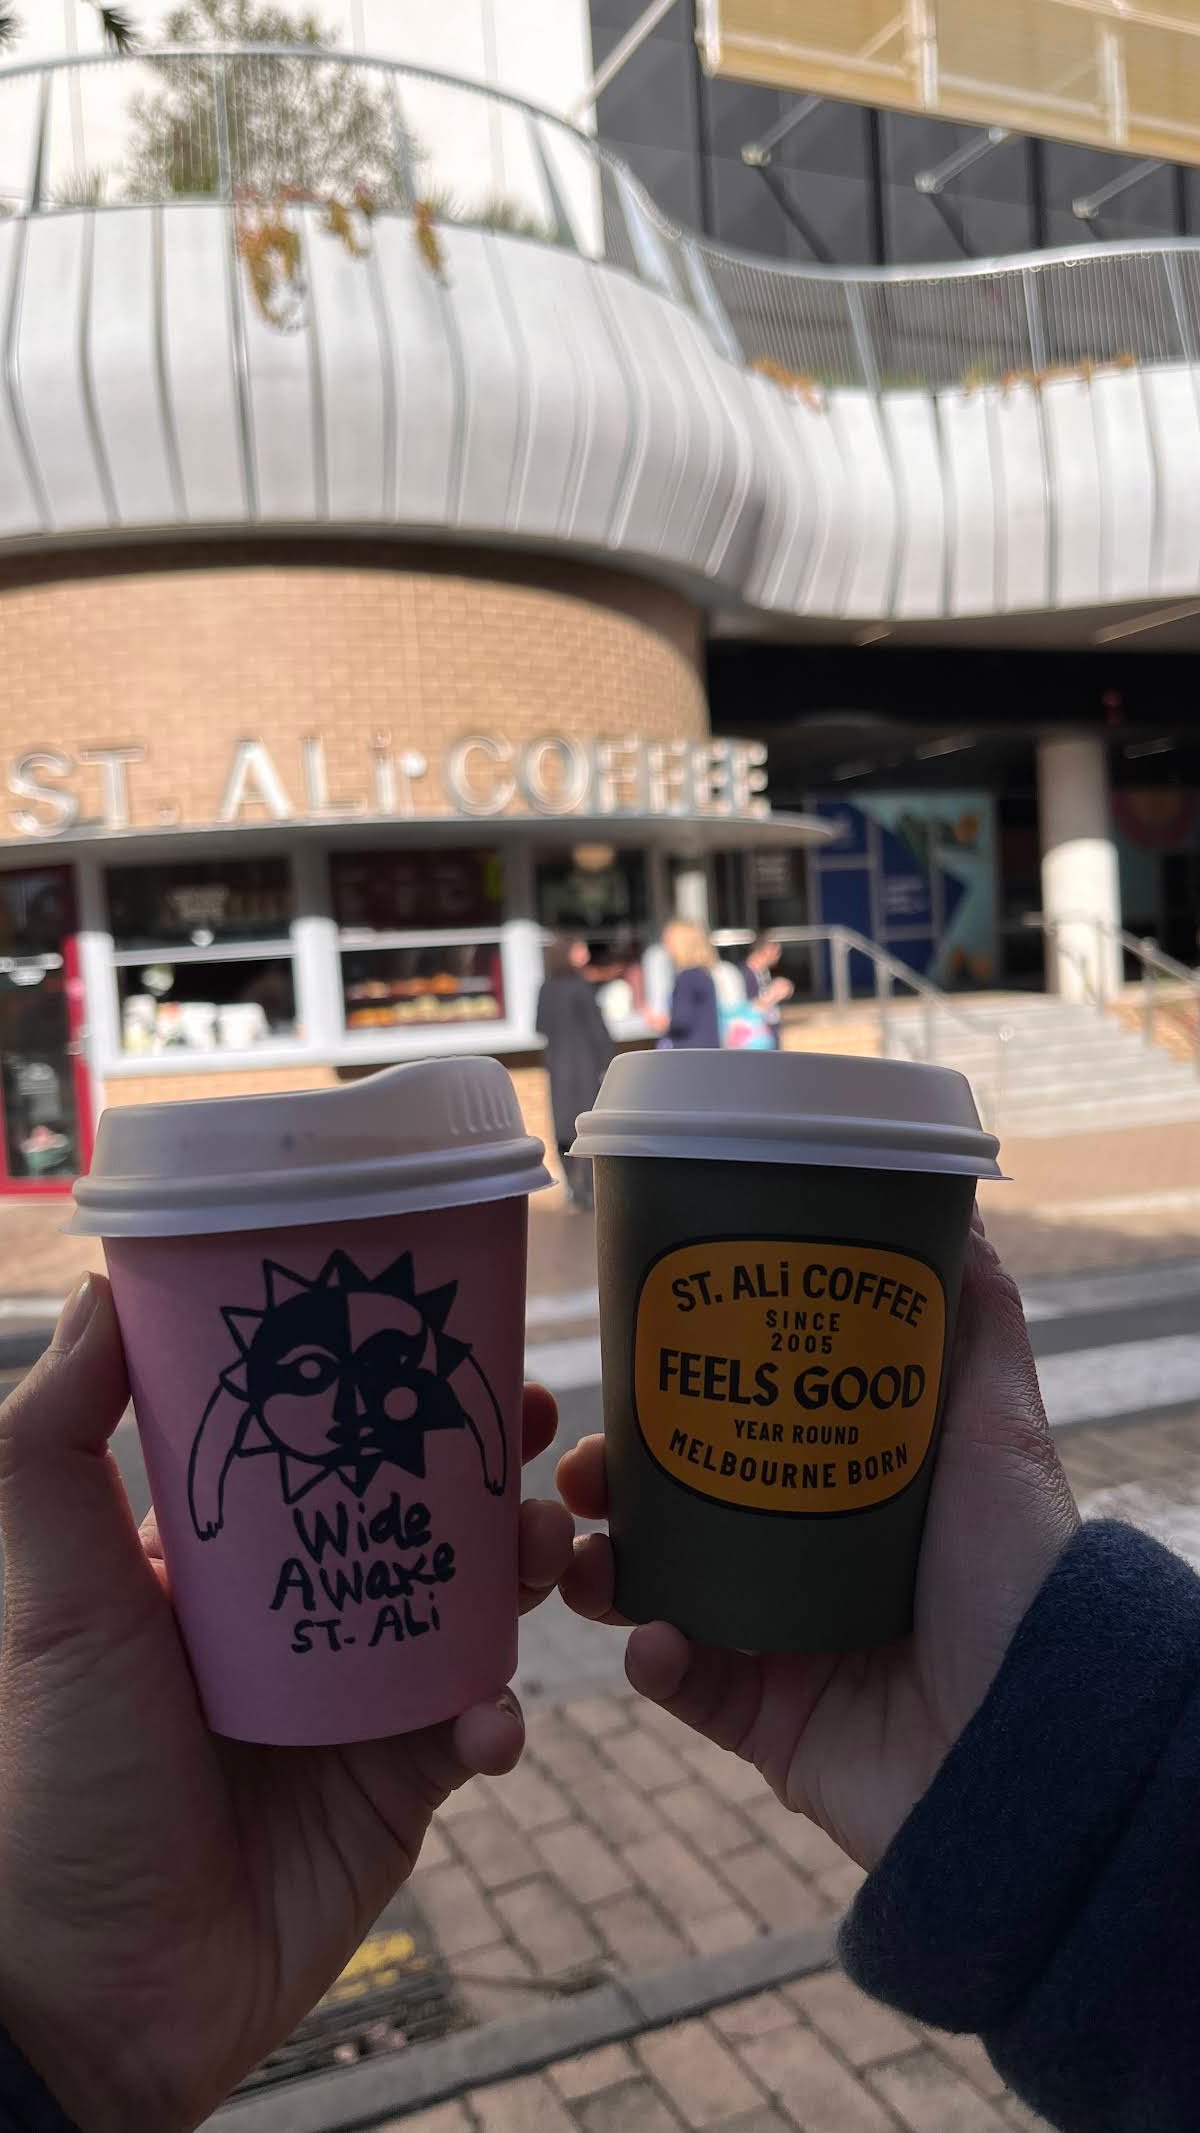 ST. ALi COFFEE
Wide
AWake
ST. ALi
ST. ALi COFFEE
SINCE
2005
FEELS GOOD
YEAR ROUND
MELBOURNE BORN